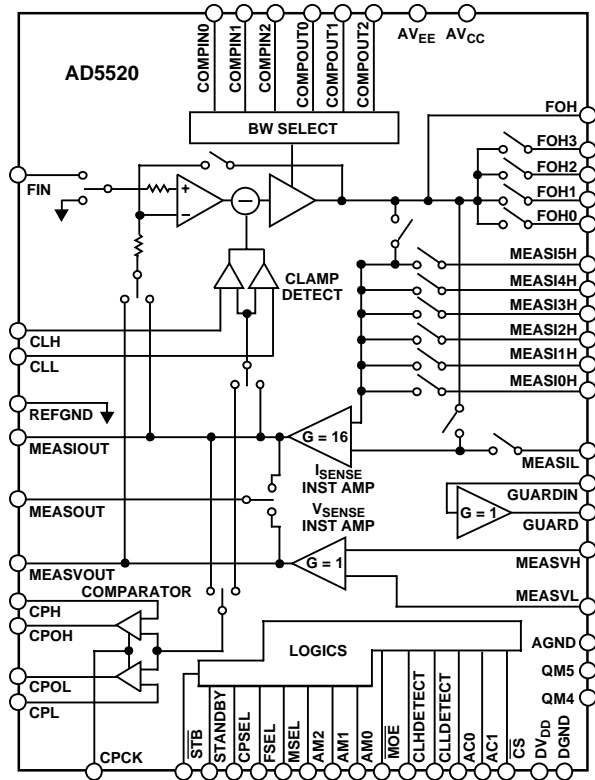 COMPIN0
COMPIN1
COMPIN2
COMPOUT0
COMPOUT1
COMPOUT2
AVEE
AVCC
AD5520
BW SELECT
FOH
FOH3
FOH2
FOH1
FOH0
FIN
+
–
–
CLAMP
DETECT
MEASI5H
MEASI4H
MEASI3H
MEASI2H
MEASI1H
MEASI0H
CLH
CLL
REFGND
MEASIOUT
G = 16
ISENSE
INST AMP
MEASIL
GUARDIN
G = 1
GUARD
MEASOUT
VSENSE
INST AMP
MEASVOUT
G = 1
MEASVH
MEASVL
COMPARATOR
CPH
CPOH
CPOL
CPL
LOGICS
AGND
QM5
QM4
CPCK
STB
STANDBY
CPSEL
FSEL
MSEL
AM2
AM1
AM0
MOE
CLHDETECT
CLLDETECT
AC0
AC1
CS
DVDD
DGND